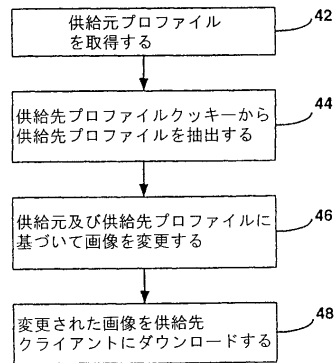 供給元プロファイル
を取得する
42
供給先プロファイルクッキーから
供給先プロファイルを抽出する
44
供給元及び供給先プロファイルに
基づいて画像を変更する
46
変更された画像を供給先
クライアントにダウンロードする
48